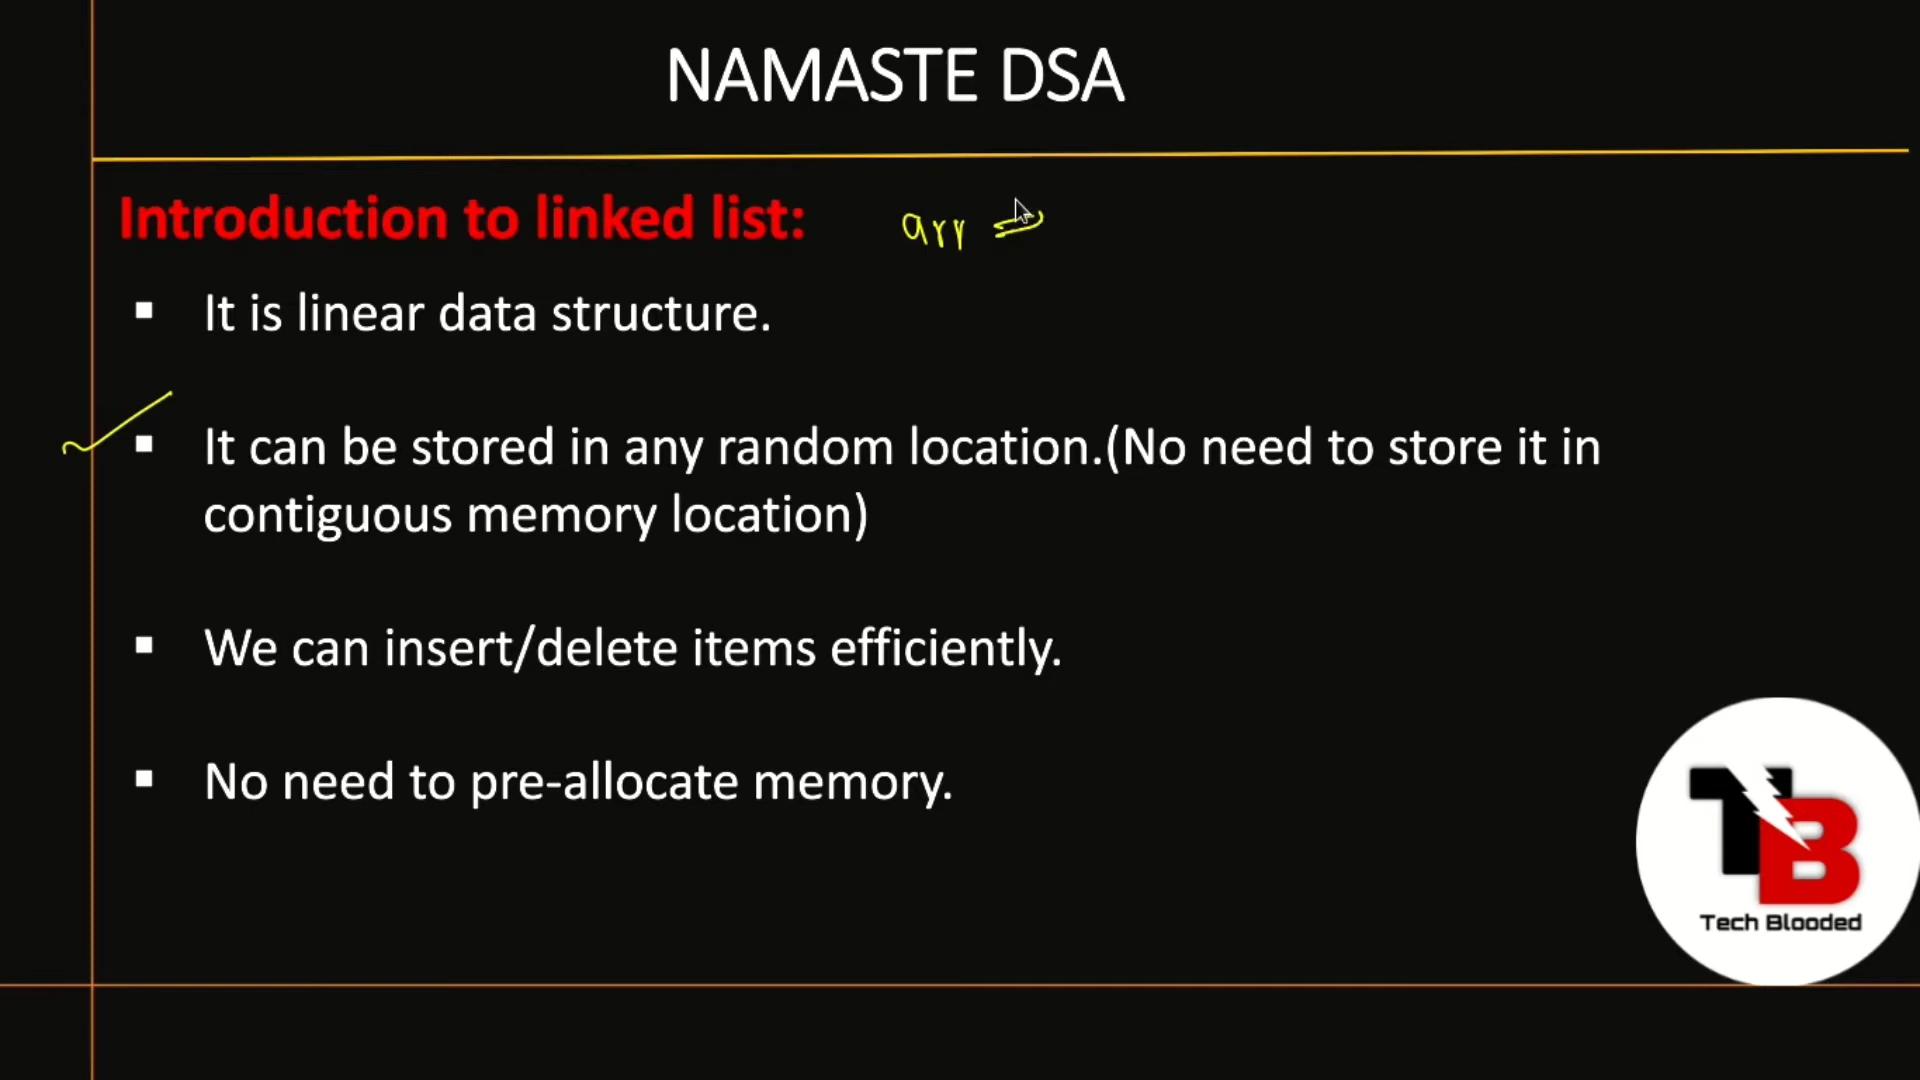 NAMASTE DSA
Introduction to linked list: arr
▪ It is linear data structure.
▪ It can be stored in any random location.(No need to store it in
contiguous memory location)
▪ We can insert/delete items efficiently.
▪ No need to pre-allocate memory.
TB
Tech Blooded